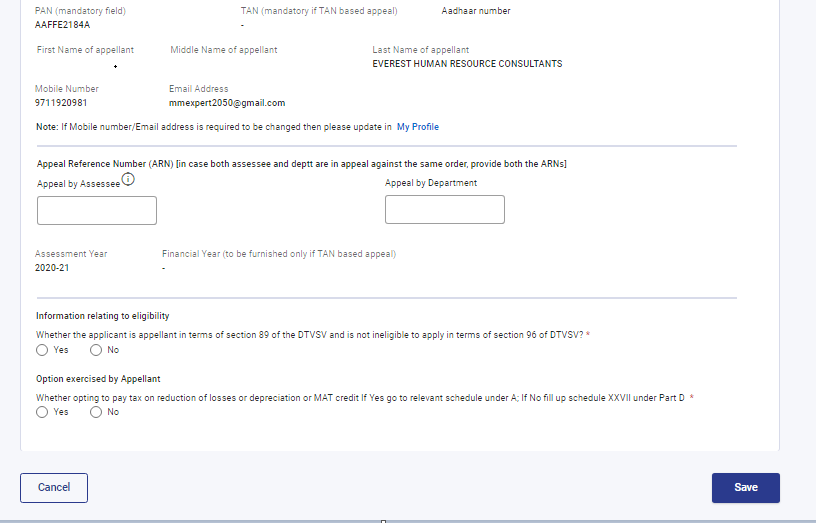 PAN (mandatory field) TAN (mandatory if TAN based appeal) Aadhaar number
AAFFE2184A -
First Name of appellant Middle Name of appellant Last Name of appellant
. EVEREST HUMAN RESOURCE CONSULTANTS
Mobile Number Email Address
9711920981 mmexpert2050@gmail.com
Note: If Mobile number/Email address is required to be changed then please update in My Profile
Appeal Reference Number (ARN) [in case both assessee and deptt are in appeal against the same order, provide both the ARNs]
Appeal by Assessee i Appeal by Department
Assessment Year Financial Year (to be furnished only if TAN based appeal)
2020-21 -
Information relating to eligibility
Whether the applicant is appellant in terms of section 89 of the DTVSV and is not ineligible to apply in terms of section 96 of DTVSV? *
Yes No
Option exercised by Appellant
Whether opting to pay tax on reduction of losses or depreciation or MAT credit If Yes go to relevant schedule under A; If No fill up schedule XXVII under Part D *
Yes No
Cancel Save